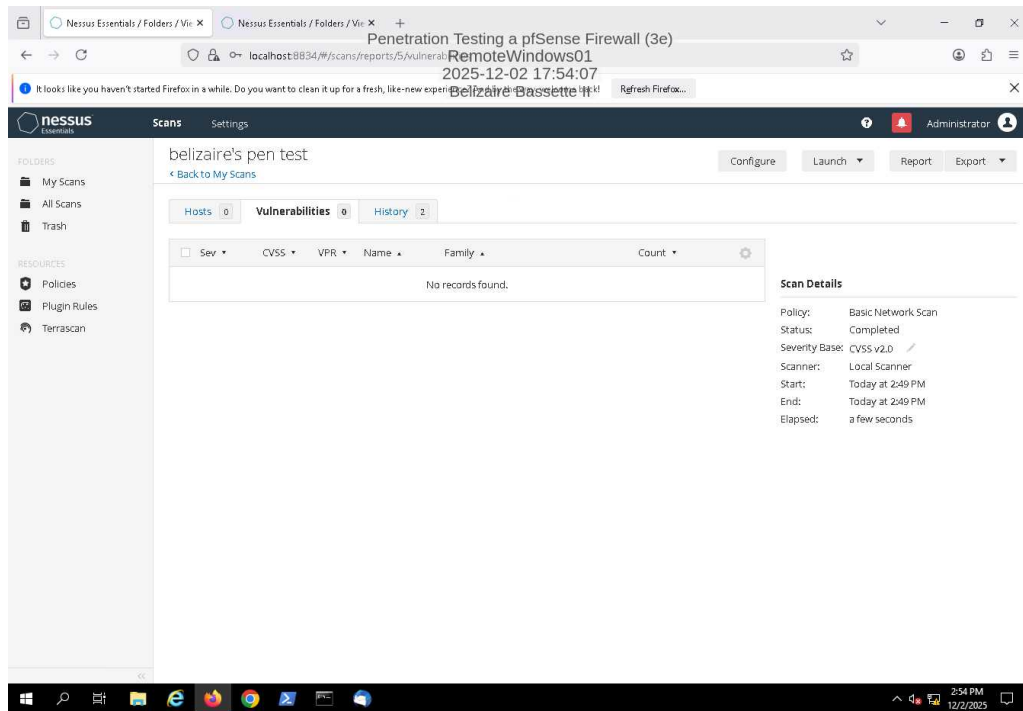 Nessus Essentials / Folders / Vie
Nessus Essentials / Folders / Vie
Penetration Testing a pfSense Firewall (3e)
localhost:8834/#/scans/reports/5/vulnerab
RemoteWindows01
2025-12-02 17:54:07
It looks like you haven't started Firefox in a while. Do you want to clean it up for a fresh, like-new
Belizaire Bassette II
Refresh Firefox...
nessus
Essentials
Scans
Settings
Administrator
FOLDERS
My Scans
All Scans
Trash
RESOURCES
Policies
Plugin Rules
Terrascan
belizaire's pen test
< Back to My Scans
Configure
Launch
Report
Export
Hosts 0
Vulnerabilities 0
History 2
Sev CVSS VPR Name Family Count
No records found.
Scan Details
Policy: Basic Network Scan
Status: Completed
Severity Base: CVSS v2.0
Scanner: Local Scanner
Start: Today at 2:49 PM
End: Today at 2:49 PM
Elapsed: a few seconds
2:54 PM
12/2/2025